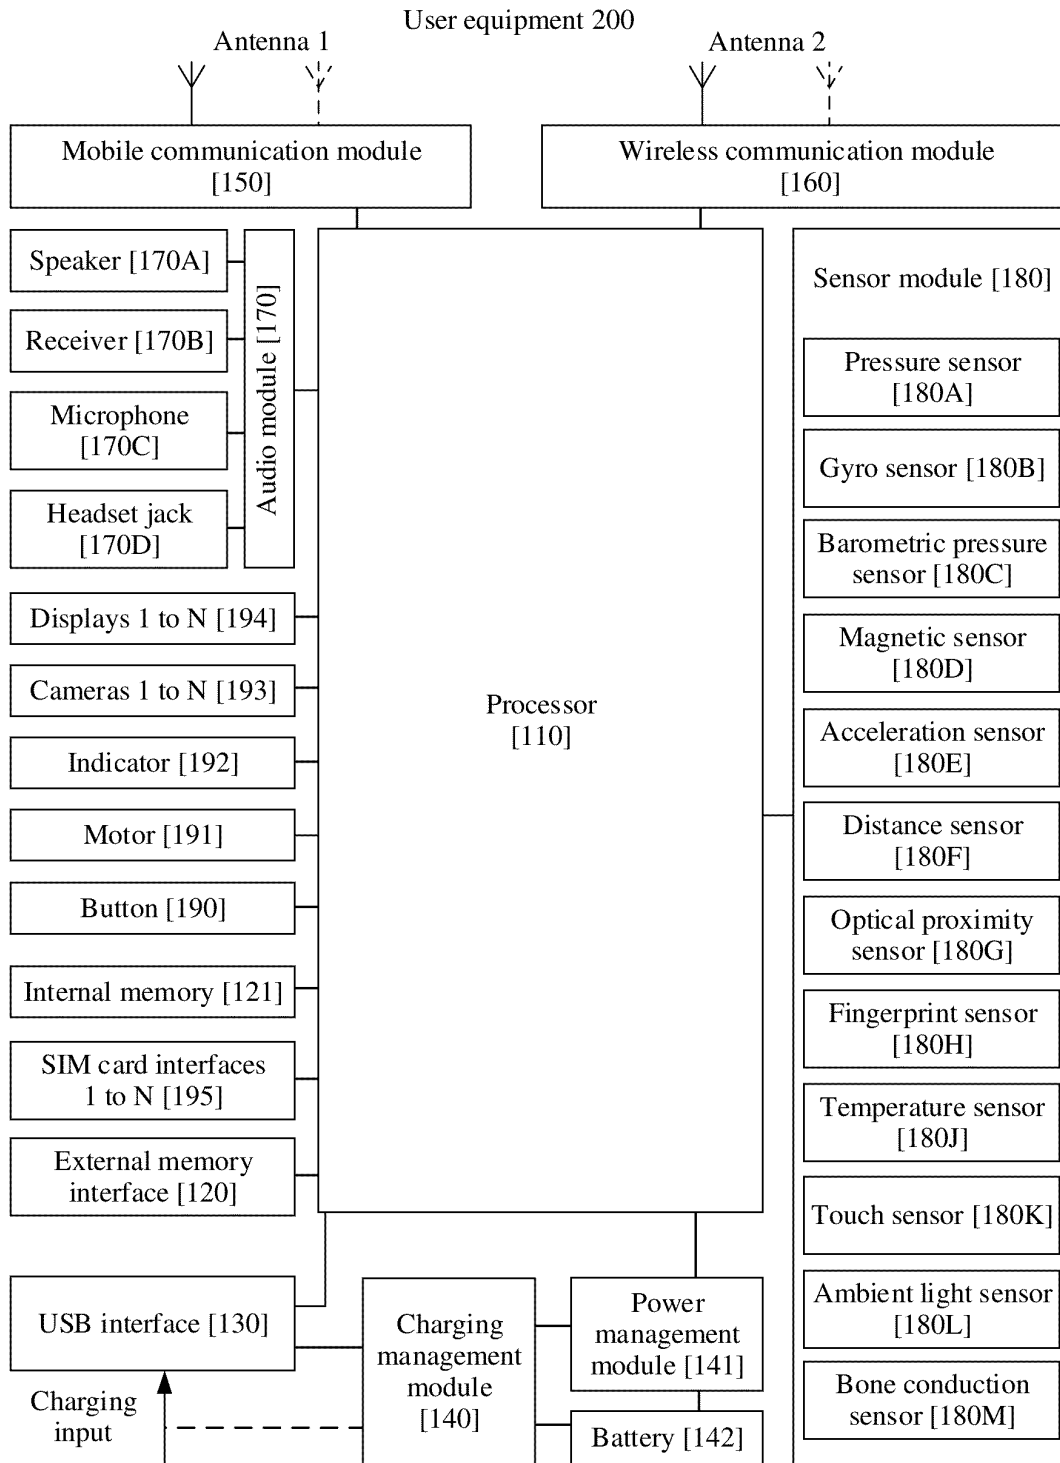 User equipment 200
Antenna 1
Antenna 2
Mobile communication module
[150]
Wireless communication module
[160]
Speaker [170A]
Receiver [170B]
Microphone
[170C]
Headset jack
[170D]
Audio module [170]
Displays 1 to N [194]
Cameras 1 to N [193]
Indicator [192]
Motor [191]
Button [190]
Internal memory [121]
SIM card interfaces
1 to N [195]
External memory
interface [120]
Processor
[110]
Sensor module [180]
Pressure sensor
[180A]
Gyro sensor [180B]
Barometric pressure
sensor [180C]
Magnetic sensor
[180D]
Acceleration sensor
[180E]
Distance sensor
[180F]
Optical proximity
sensor [180G]
Fingerprint sensor
[180H]
Temperature sensor
[180J]
Touch sensor [180K]
Ambient light sensor
[180L]
Bone conduction
sensor [180M]
USB interface [130]
Charging
input
Charging
management
module
[140]
Power
management
module [141]
Battery [142]